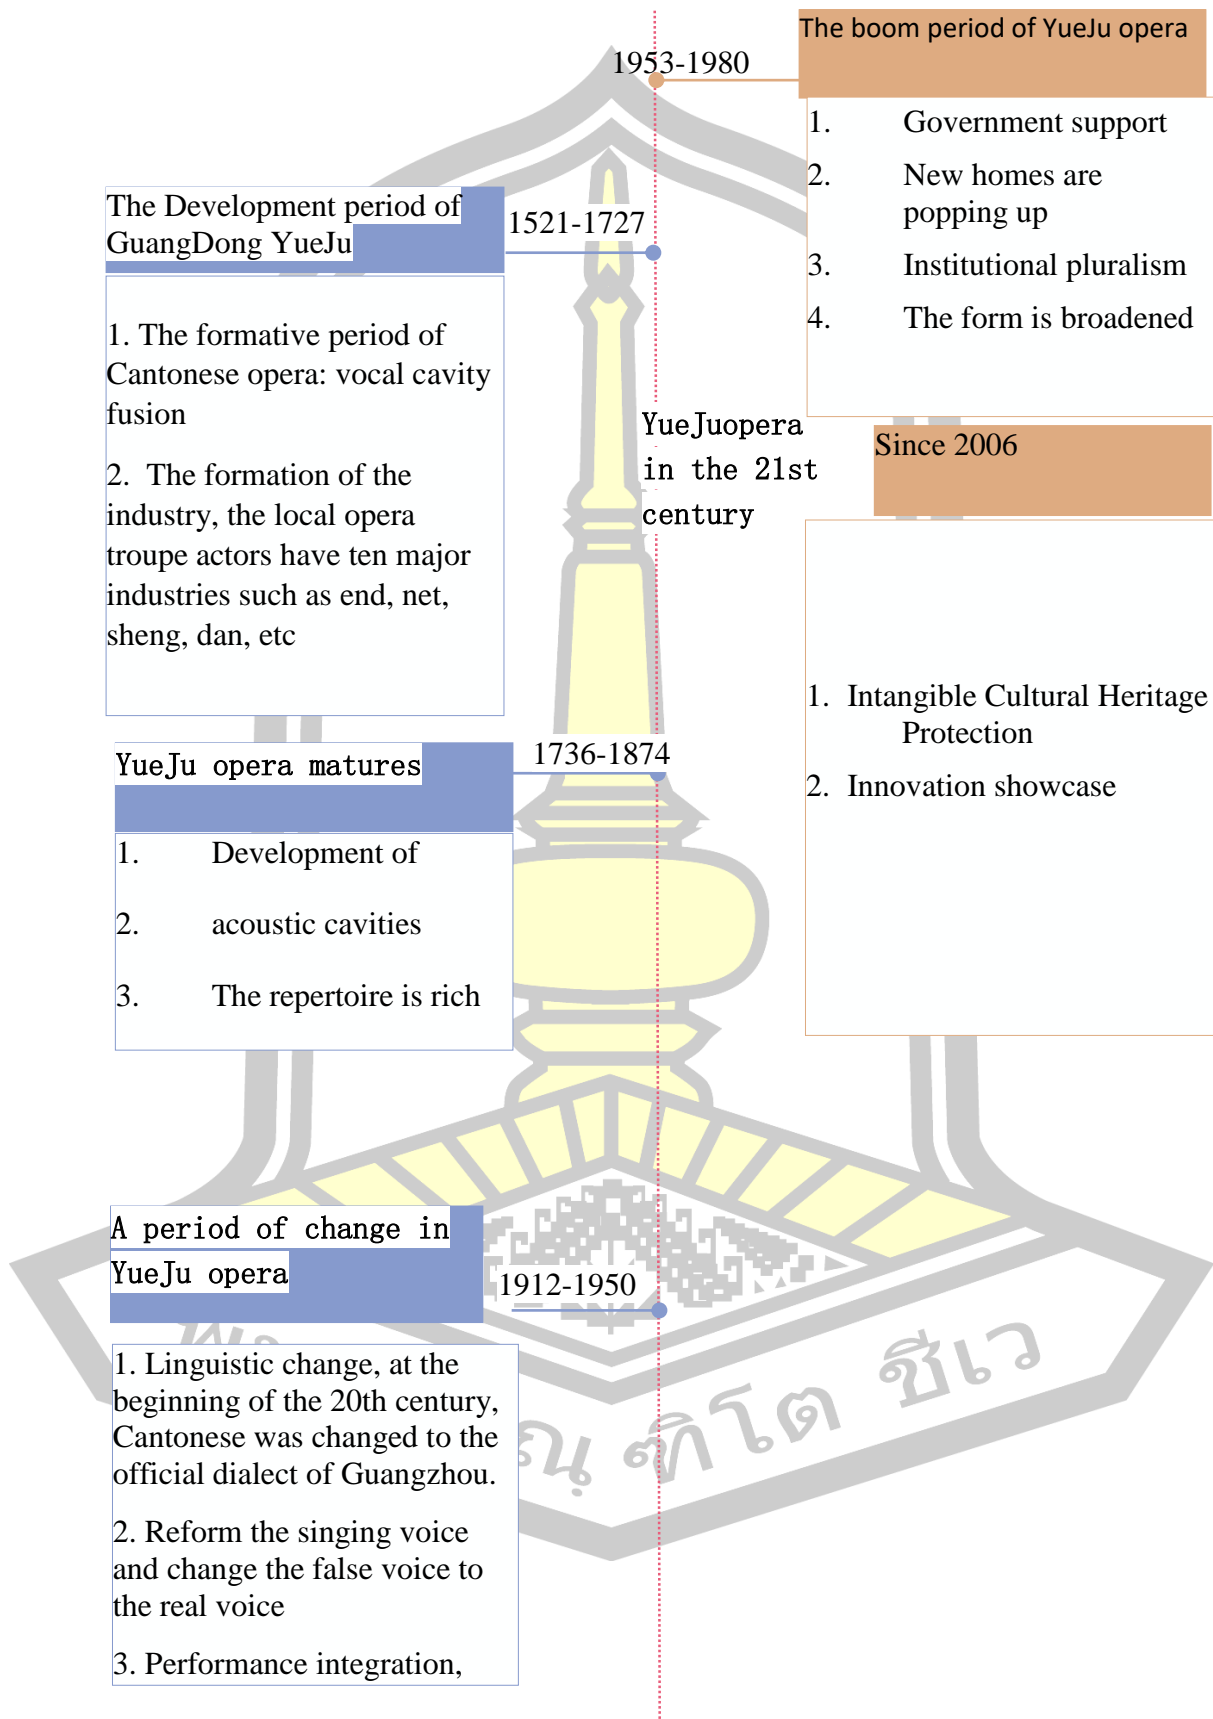 The boom period of YueJu opera
1953-1980
1. Government support
2. New homes are
popping up
3. Institutional pluralism
4. The form is broadened
The Development period of
GuangDong YueJu
1521-1727
1. The formative period of
Cantonese opera: vocal cavity
fusion
2. The formation of the
industry, the local opera
troupe actors have ten major
industries such as end, net,
sheng, dan, etc
YueJuopera
in the 21st
century
Since 2006
1. Intangible Cultural Heritage
Protection
2. Innovation showcase
YueJu opera matures
1736-1874
1. Development of
2. acoustic cavities
3. The repertoire is rich
A period of change in
YueJu opera
1912-1950
1. Linguistic change, at the
beginning of the 20th century,
Cantonese was changed to the
official dialect of Guangzhou.
2. Reform the singing voice
and change the false voice to
the real voice
3. Performance integration,
ชีเว